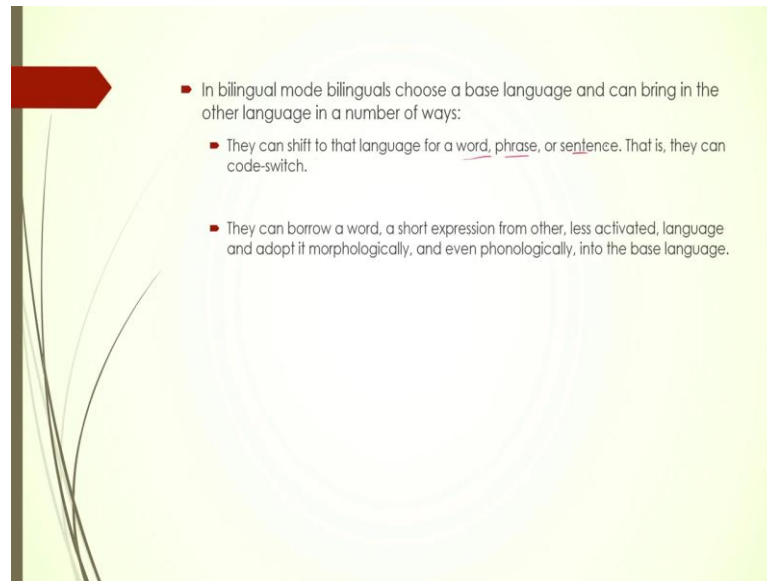 In bilingual mode bilinguals choose a base language and can bring in the
other language in a number of ways:
They can shift to that language for a word, phrase, or sentence. That is, they can
code-switch.
They can borrow a word, a short expression from other, less activated, language
and adopt it morphologically, and even phonologically, into the base language.